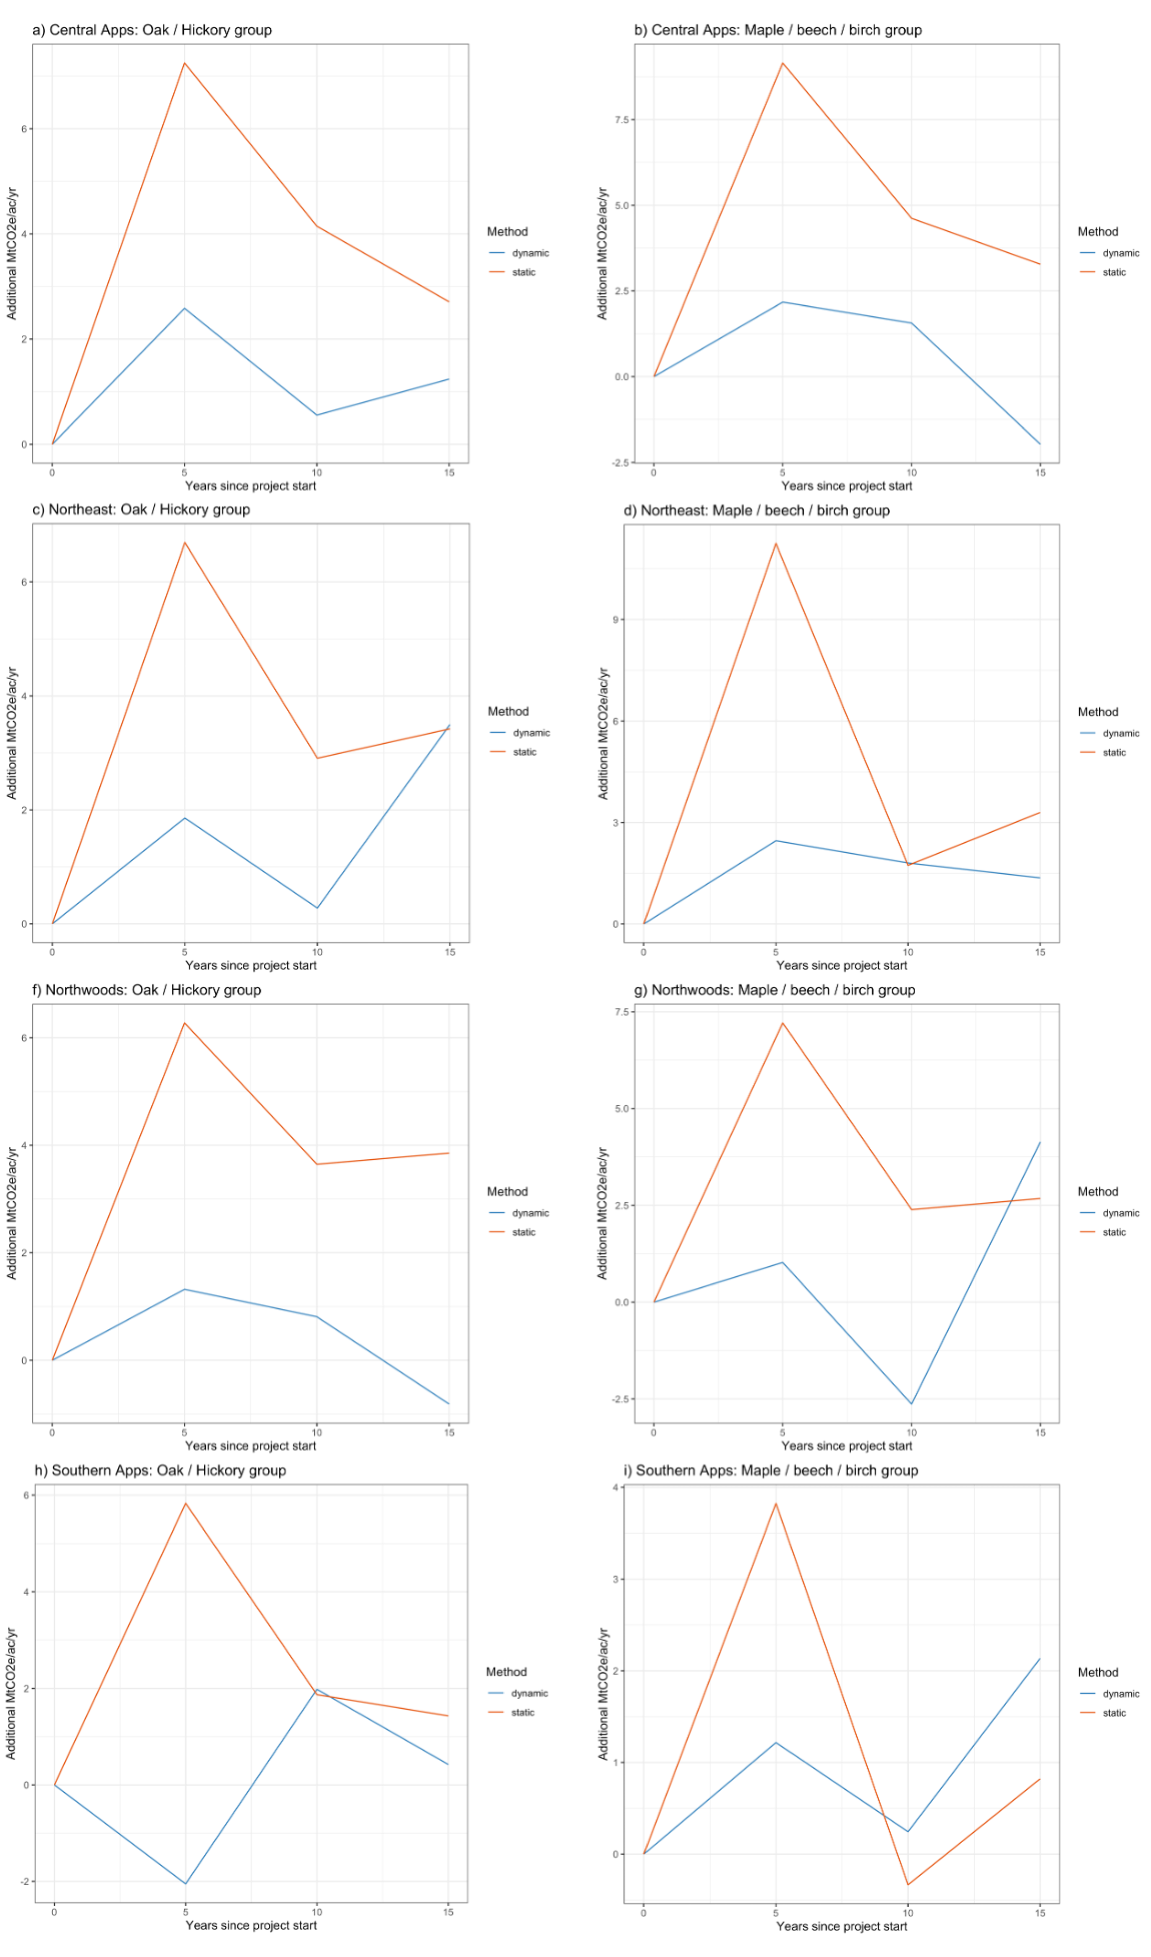 a) Central Apps: Oak / Hickory group
Additional MtCO2e/ac/yr
6
4
2
0
0 5 10 15
Years since project start
Method
dynamic
static
b) Central Apps: Maple / beech / birch group
Additional MtCO2e/ac/yr
7.5
5.0
2.5
0.0
-2.5
0 5 10 15
Years since project start
Method
dynamic
static
c) Northeast: Oak / Hickory group
Additional MtCO2e/ac/yr
6
4
2
0
0 5 10 15
Years since project start
Method
dynamic
static
d) Northeast: Maple / beech / birch group
Additional MtCO2e/ac/yr
9
6
3
0
0 5 10 15
Years since project start
Method
dynamic
static
f) Northwoods: Oak / Hickory group
Additional MtCO2e/ac/yr
6
4
2
0
0 5 10 15
Years since project start
Method
dynamic
static
g) Northwoods: Maple / beech / birch group
Additional MtCO2e/ac/yr
7.5
5.0
2.5
0.0
-2.5
0 5 10 15
Years since project start
Method
dynamic
static
h) Southern Apps: Oak / Hickory group
Additional MtCO2e/ac/yr
6
4
2
0
-2
0 5 10 15
Years since project start
Method
dynamic
static
i) Southern Apps: Maple / beech / birch group
Additional MtCO2e/ac/yr
4
3
2
1
0
0 5 10 15
Years since project start
Method
dynamic
static